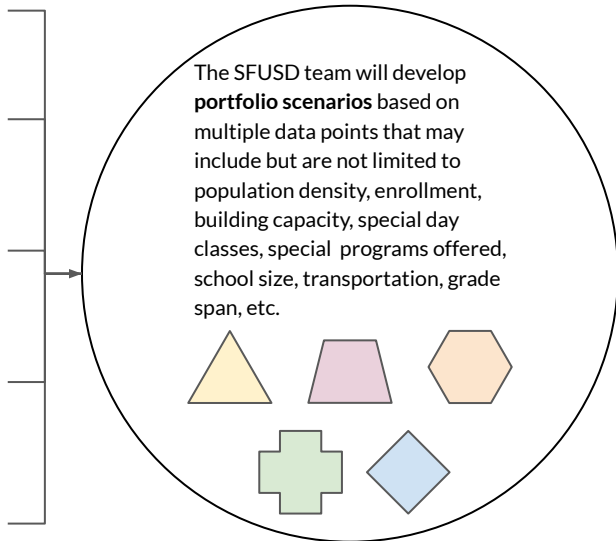 The SFUSD team will develop
portfolio scenarios based on
multiple data points that may
include but are not limited to
population density, enrollment,
building capacity, special day
classes, special programs offered,
school size, transportation, grade
span, etc.